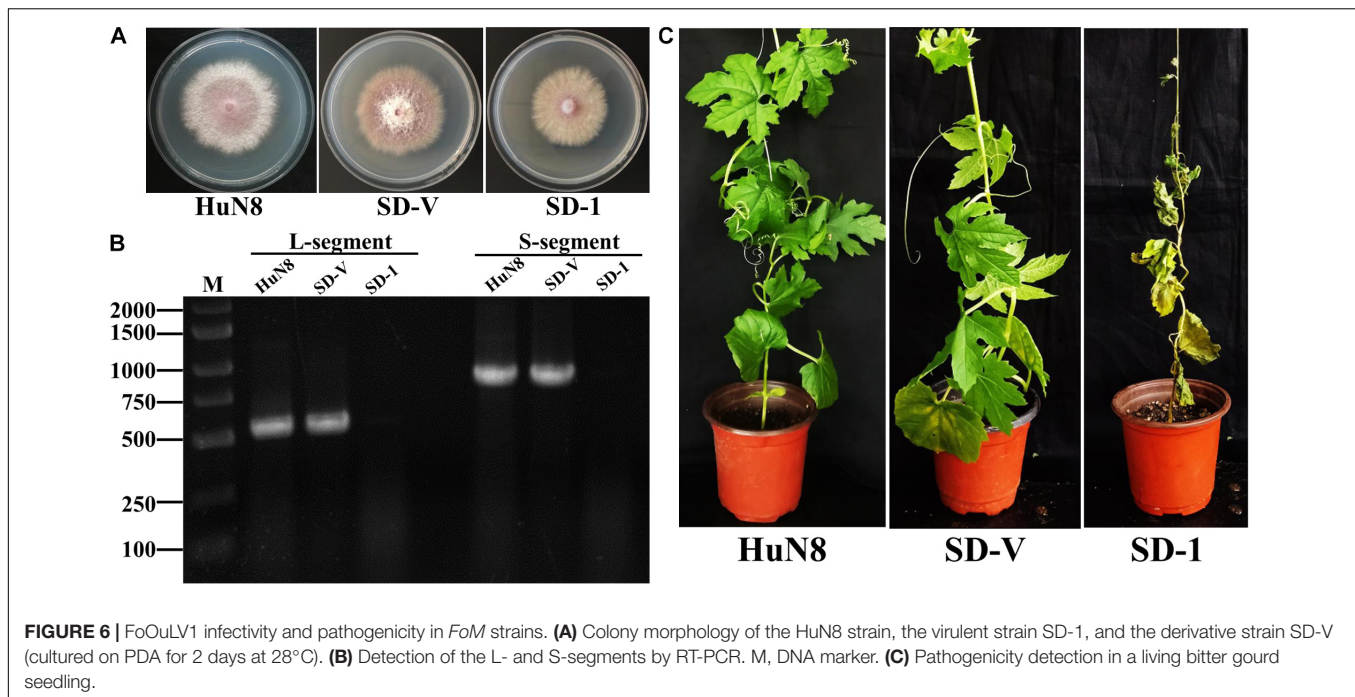 A
HuN8
SD-V
SD-1
B
L-segment
S-segment
M
HuN8
SD-V
SD-1
HuN8
SD-V
SD-1
2000
1500
1000
750
500
250
100
C
HuN8
SD-V
SD-1
FIGURE 6 | FoOuLV1 infectivity and pathogenicity in FoM strains. (A) Colony morphology of the HuN8 strain, the virulent strain SD-1, and the derivative strain SD-V
(cultured on PDA for 2 days at 28°C). (B) Detection of the L- and S-segments by RT-PCR. M, DNA marker. (C) Pathogenicity detection in a living bitter gourd
seedling.